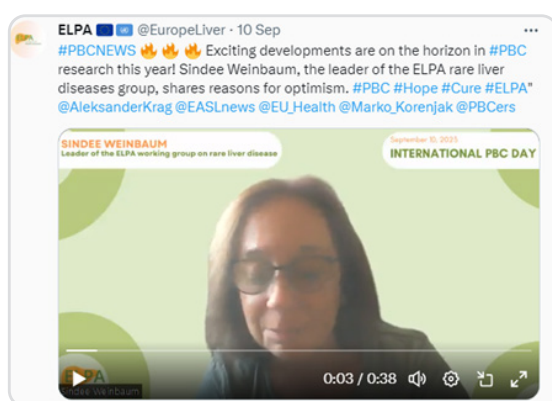 ELPA @EuropeLiver · 10 Sep
#PBCNEWS 🔥 🔥 🔥 Exciting developments are on the horizon in #PBC
research this year! Sindee Weinbaum, the leader of the ELPA rare liver
diseases group, shares reasons for optimism. #PBC #Hope #Cure #ELPA"
@AleksanderKrag @EASLnews @EU_Health @Marko_Korenjak @PBCers
SINDEE WEINBAUM
Leader of the ELPA working group on rare liver disease
September 10, 2023
INTERNATIONAL PBC DAY
ELPA
Sindee Weinbaum
0:03 / 0:38